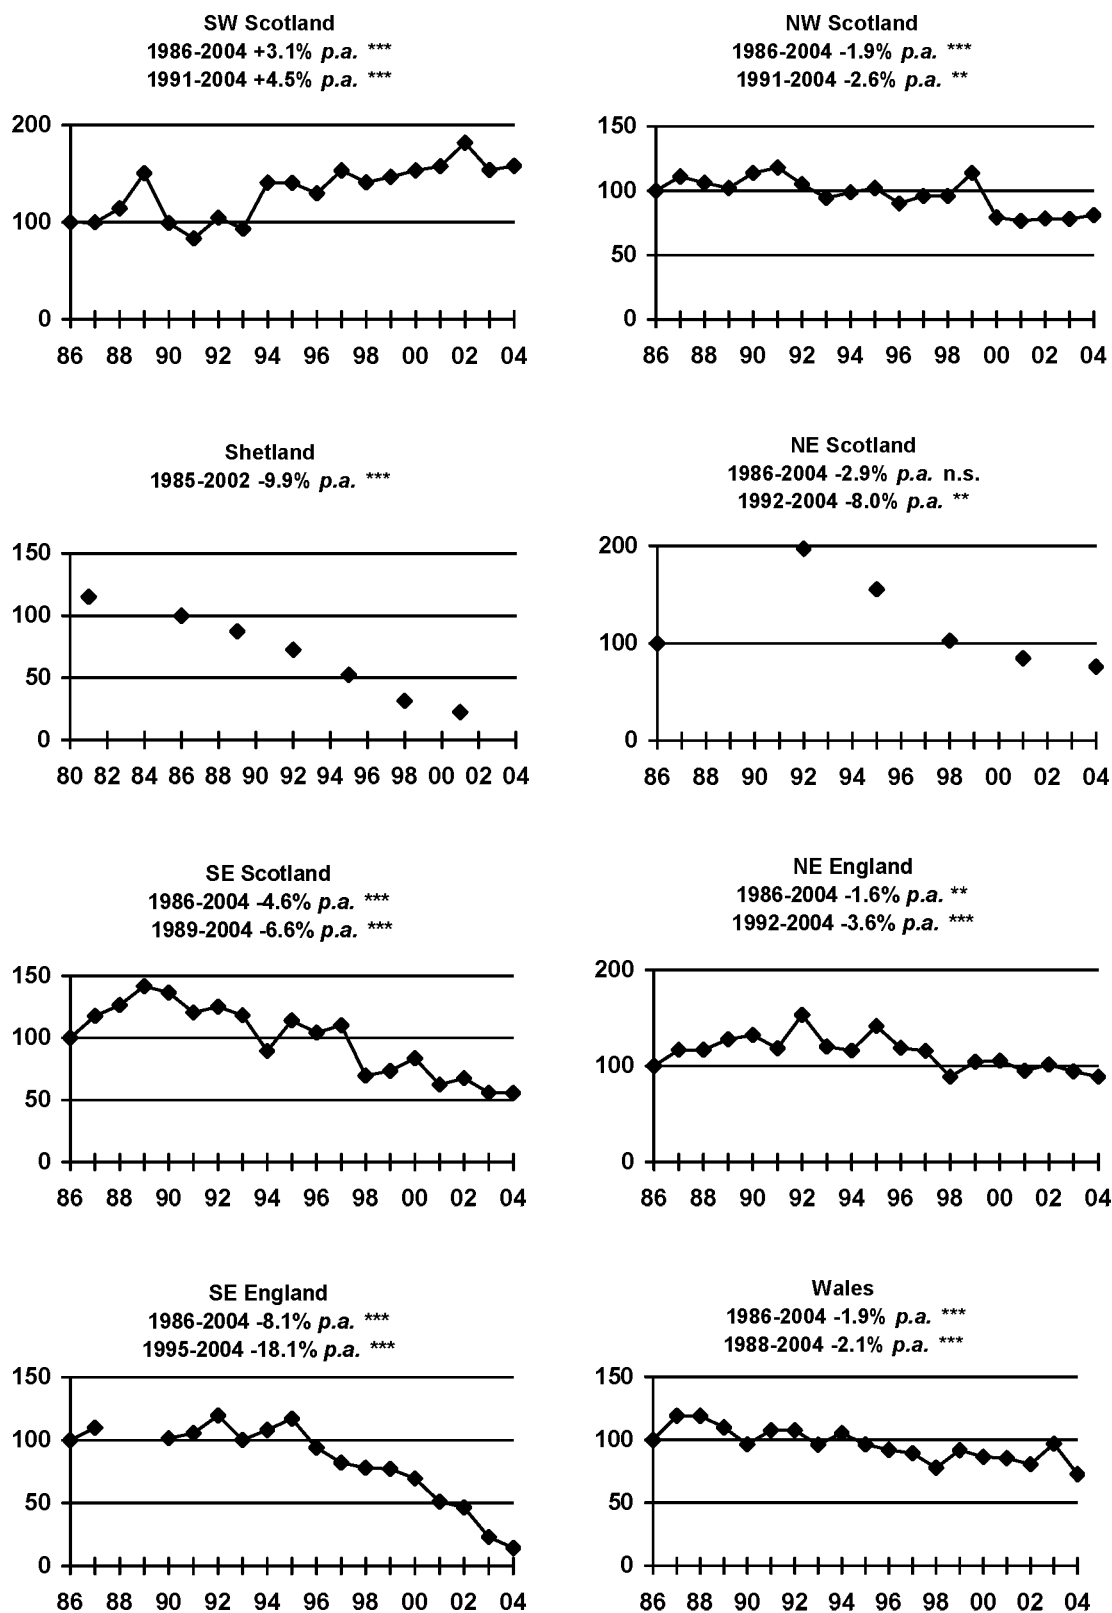 SW Scotland
1986-2004 +3.1% p.a. ***
1991-2004 +4.5% p.a. ***
200
100
0
86 88 90 92 94 96 98 00 02 04
NW Scotland
1986-2004 -1.9% p.a. ***
1991-2004 -2.6% p.a. **
150
100
50
0
86 88 90 92 94 96 98 00 02 04
Shetland
1985-2002 -9.9% p.a. ***
150
100
50
0
80 82 84 86 88 90 92 94 96 98 00 02 04
NE Scotland
1986-2004 -2.9% p.a. n.s.
1992-2004 -8.0% p.a. **
200
100
0
86 88 90 92 94 96 98 00 02 04
SE Scotland
1986-2004 -4.6% p.a. ***
1989-2004 -6.6% p.a. ***
150
100
50
0
86 88 90 92 94 96 98 00 02 04
NE England
1986-2004 -1.6% p.a. **
1992-2004 -3.6% p.a. ***
200
100
0
86 88 90 92 94 96 98 00 02 04
SE England
1986-2004 -8.1% p.a. ***
1995-2004 -18.1% p.a. ***
150
100
50
0
86 88 90 92 94 96 98 00 02 04
Wales
1986-2004 -1.9% p.a. ***
1988-2004 -2.1% p.a. ***
150
100
50
0
86 88 90 92 94 96 98 00 02 04